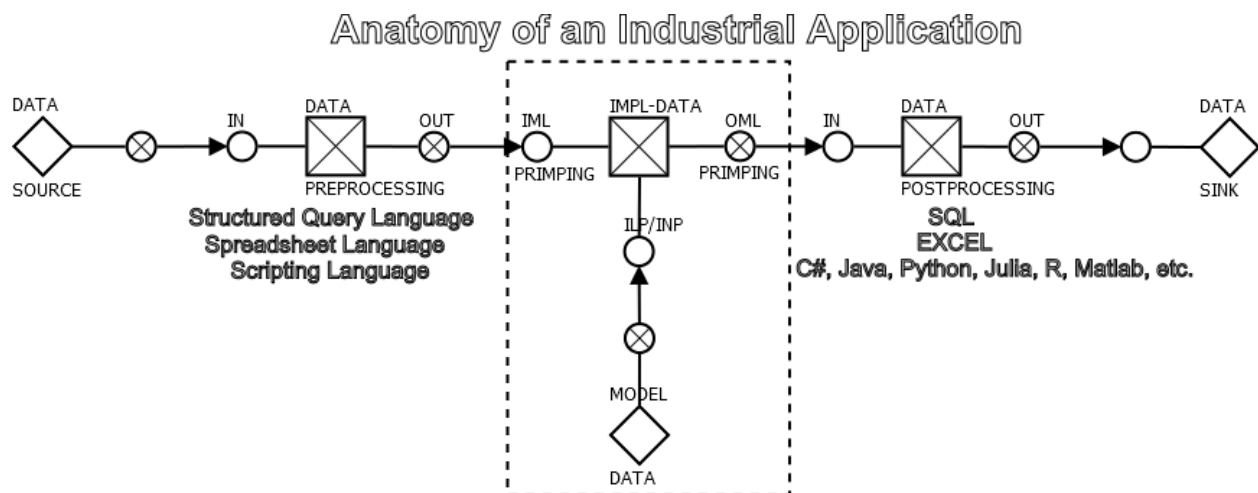 Anatomy of an Industrial Application
DATA
SOURCE
IN
DATA
PREPROCESSING
OUT
Structured Query Language
Spreadsheet Language
Scripting Language
IML
PRIMPING
IMPL-DATA
OML
PRIMPING
ILP/INP
MODEL
DATA
IN
DATA
POSTPROCESSING
OUT
SQL
EXCEL
C#, Java, Python, Julia, R, Matlab, etc.
DATA
SINK